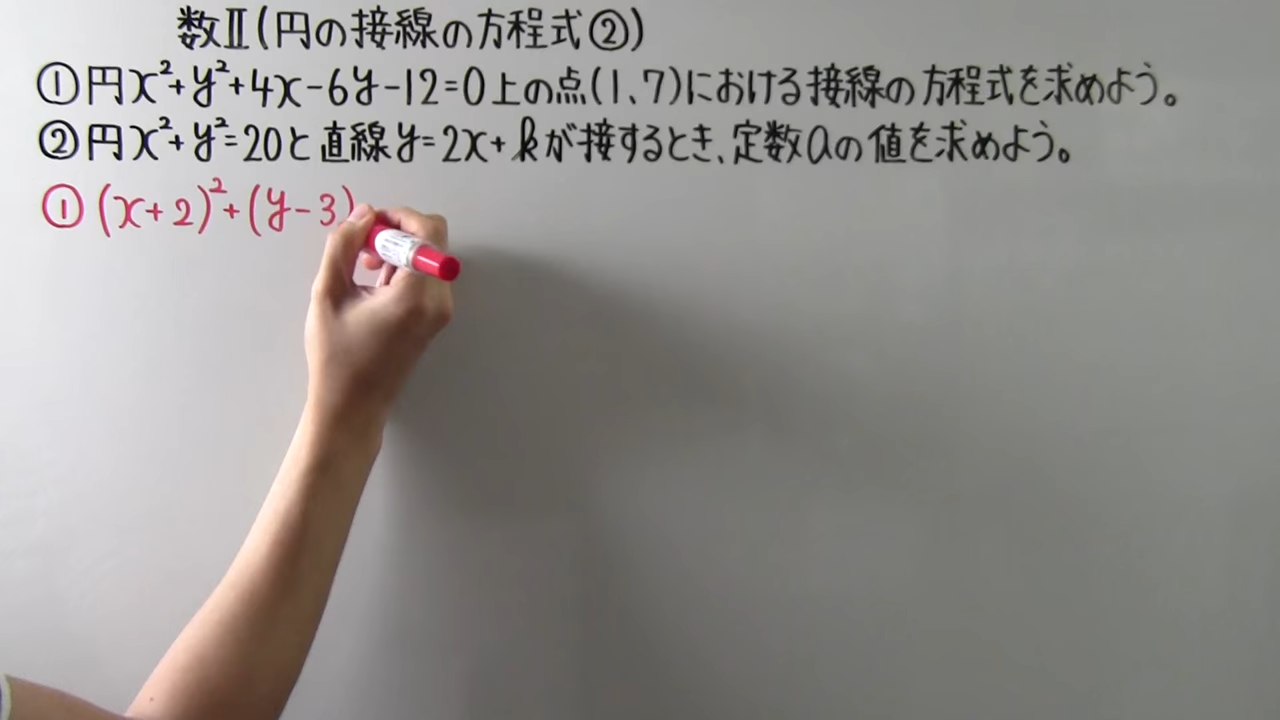 数Ⅱ(円の接線の方程式②)
①円x²+y²+4x-6y-12=0上の点(1、7)における接線の方程式を求めよう。
②円x²+y²=20と直線y=2x+kが接するとき、定数aの値を求めよう。
①(x+2)²+(y-3)